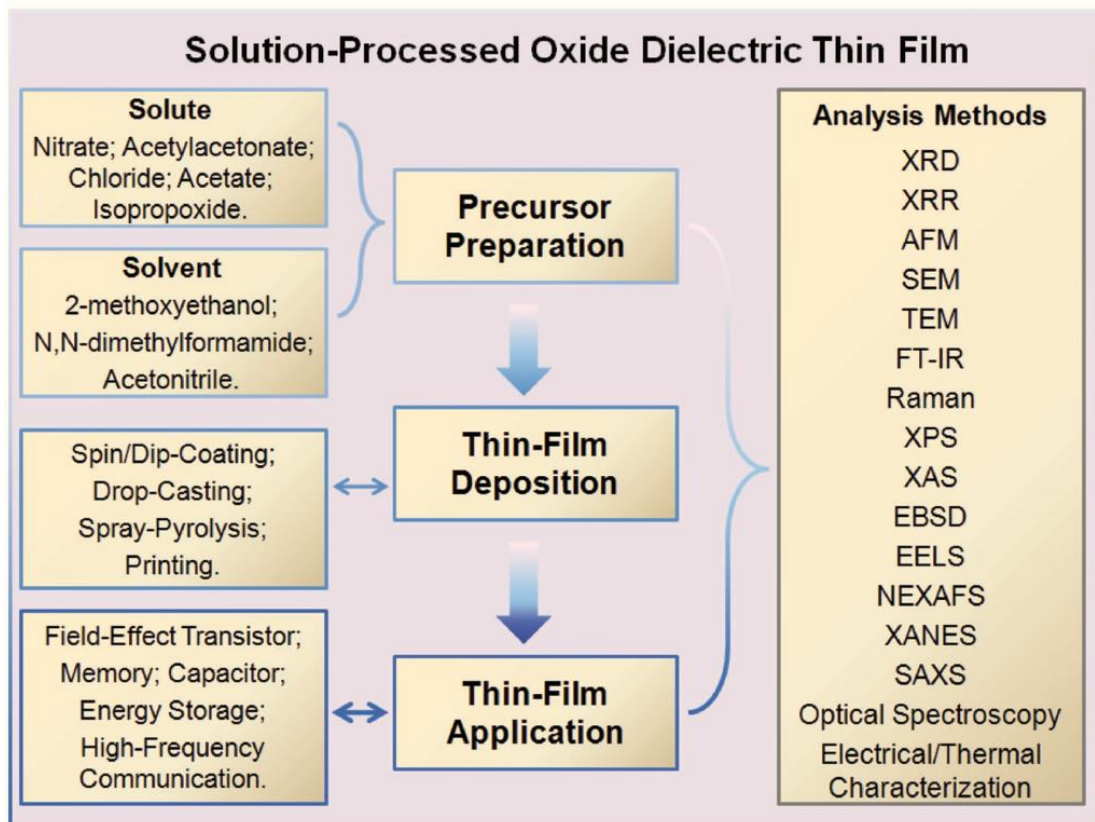 Solution-Processed Oxide Dielectric Thin Film
Solute
Nitrate; Acetylacetonate;
Chloride; Acetate;
Isopropoxide.
Solvent
2-methoxyethanol;
N,N-dimethylformamide;
Acetonitrile.
Spin/Dip-Coating;
Drop-Casting;
Spray-Pyrolysis;
Printing.
Field-Effect Transistor;
Memory; Capacitor;
Energy Storage;
High-Frequency
Communication.
Precursor
Preparation
Thin-Film
Deposition
Thin-Film
Application
Analysis Methods
XRD
XRR
AFM
SEM
TEM
FT-IR
Raman
XPS
XAS
EBSD
EELS
NEXAFS
XANES
SAXS
Optical Spectroscopy
Electrical/Thermal
Characterization